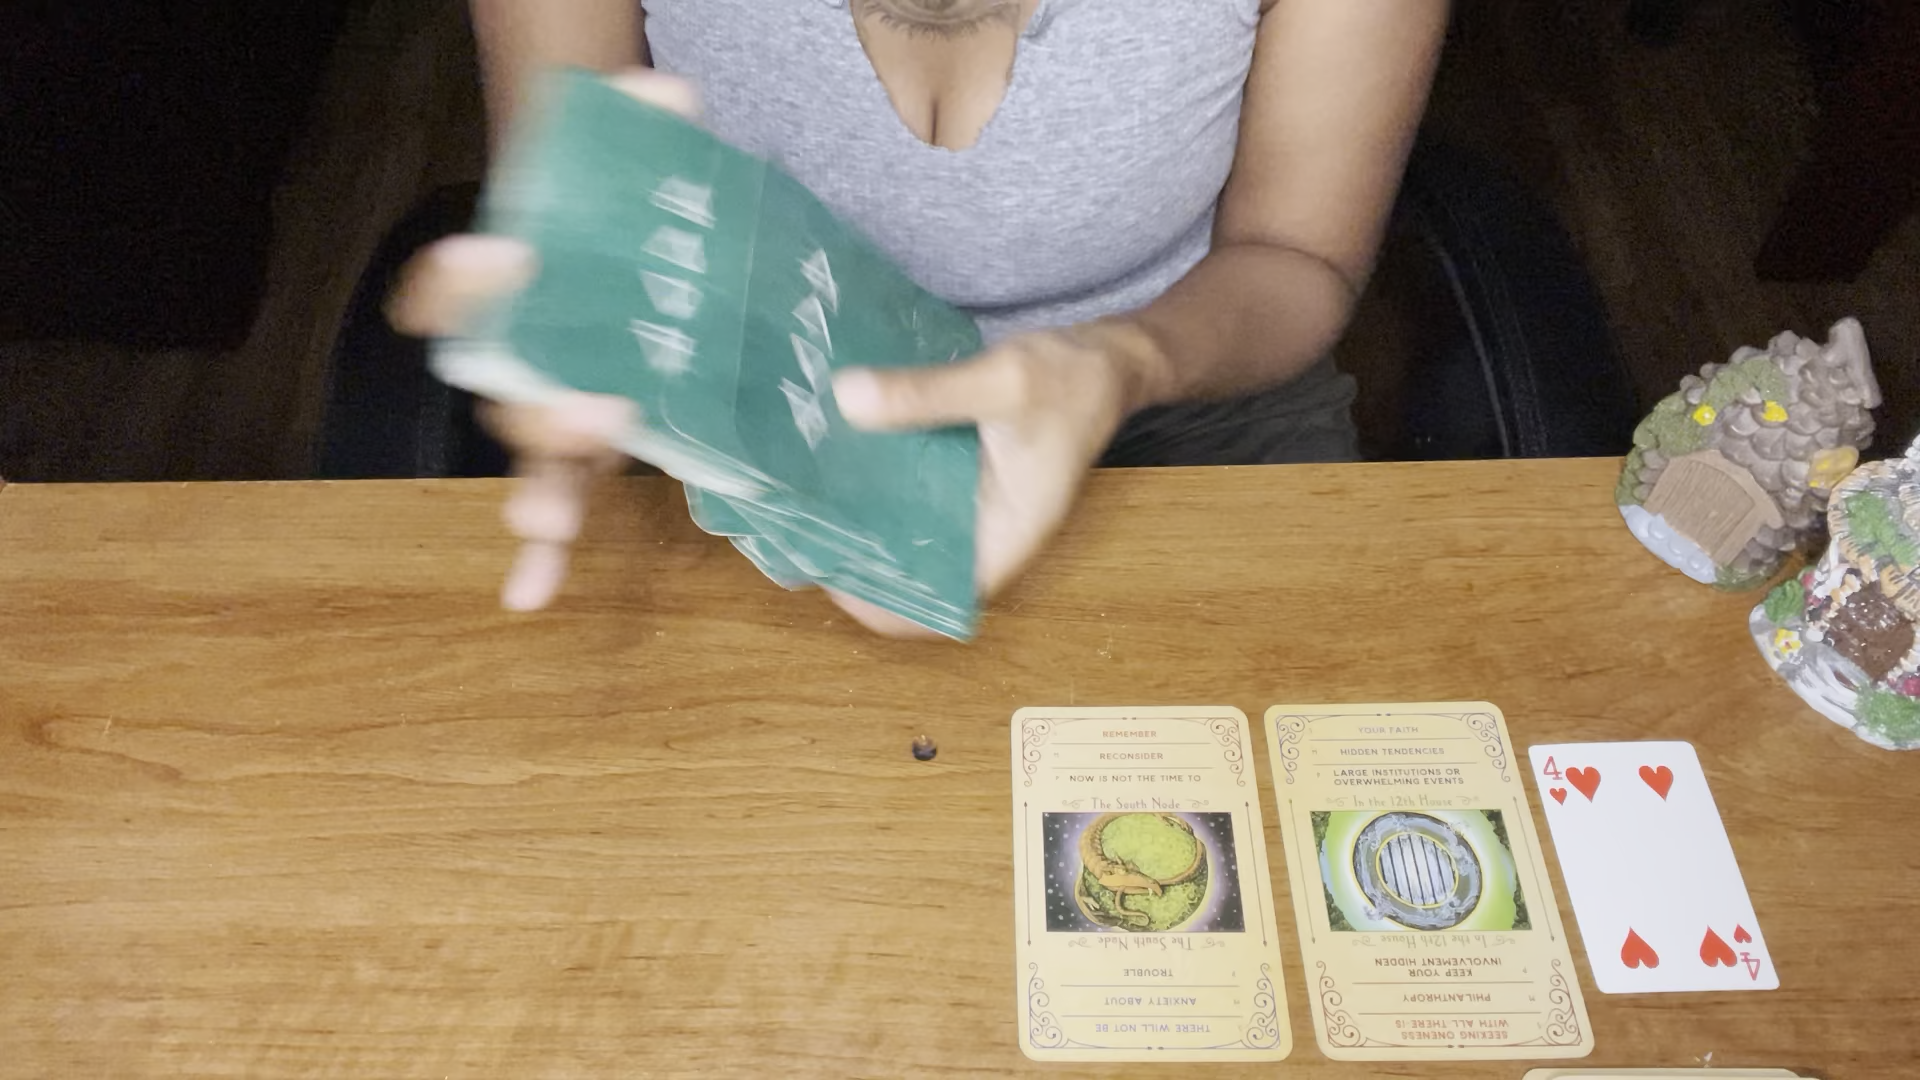 REMEMBER
RECONSIDER
NOW IS NOT THE TIME TO
The South Node
The South Node
TROUBLE
ANXIETY ABOUT
THERE WILL NOT BE
YOUR FAITH
HIDDEN TENDENCIES
LARGE INSTITUTIONS OR
OVERWHELMING EVENTS
In the 12th House
In the 12th House
KEEP YOUR
INVOLVEMENT HIDDEN
PHILANTHROPY
SEEKING ONENESS
WITH ALL THERE IS
4
4